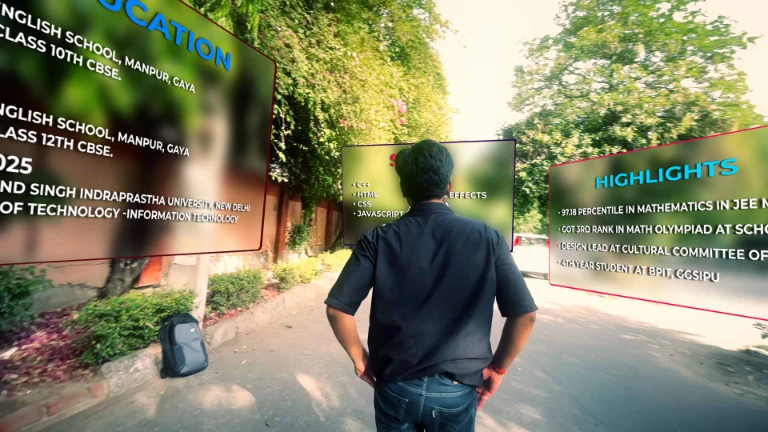 UCATION
NGLISH SCHOOL, MANPUR, GAYA
CLASS 10TH CBSE.
NGLISH SCHOOL, MANPUR, GAYA
LASS 12TH CBSE.
025
ND SINGH INDRAPRASTHA UNIVERSITY, NEW DELHI
OF TECHNOLOGY -INFORMATION TECHNOLOGY
S
• C++
• HTML EFFECTS
• CSS
• JAVASCRIPT
HIGHLIGHTS
• 97.18 PERCENTILE IN MATHEMATICS IN JEE M
• GOT 3RD RANK IN MATH OLYMPIAD AT SCHO
• DESIGN LEAD AT CULTURAL COMMITTEE OF
• 4TH YEAR STUDENT AT BPIT, GGSIPU